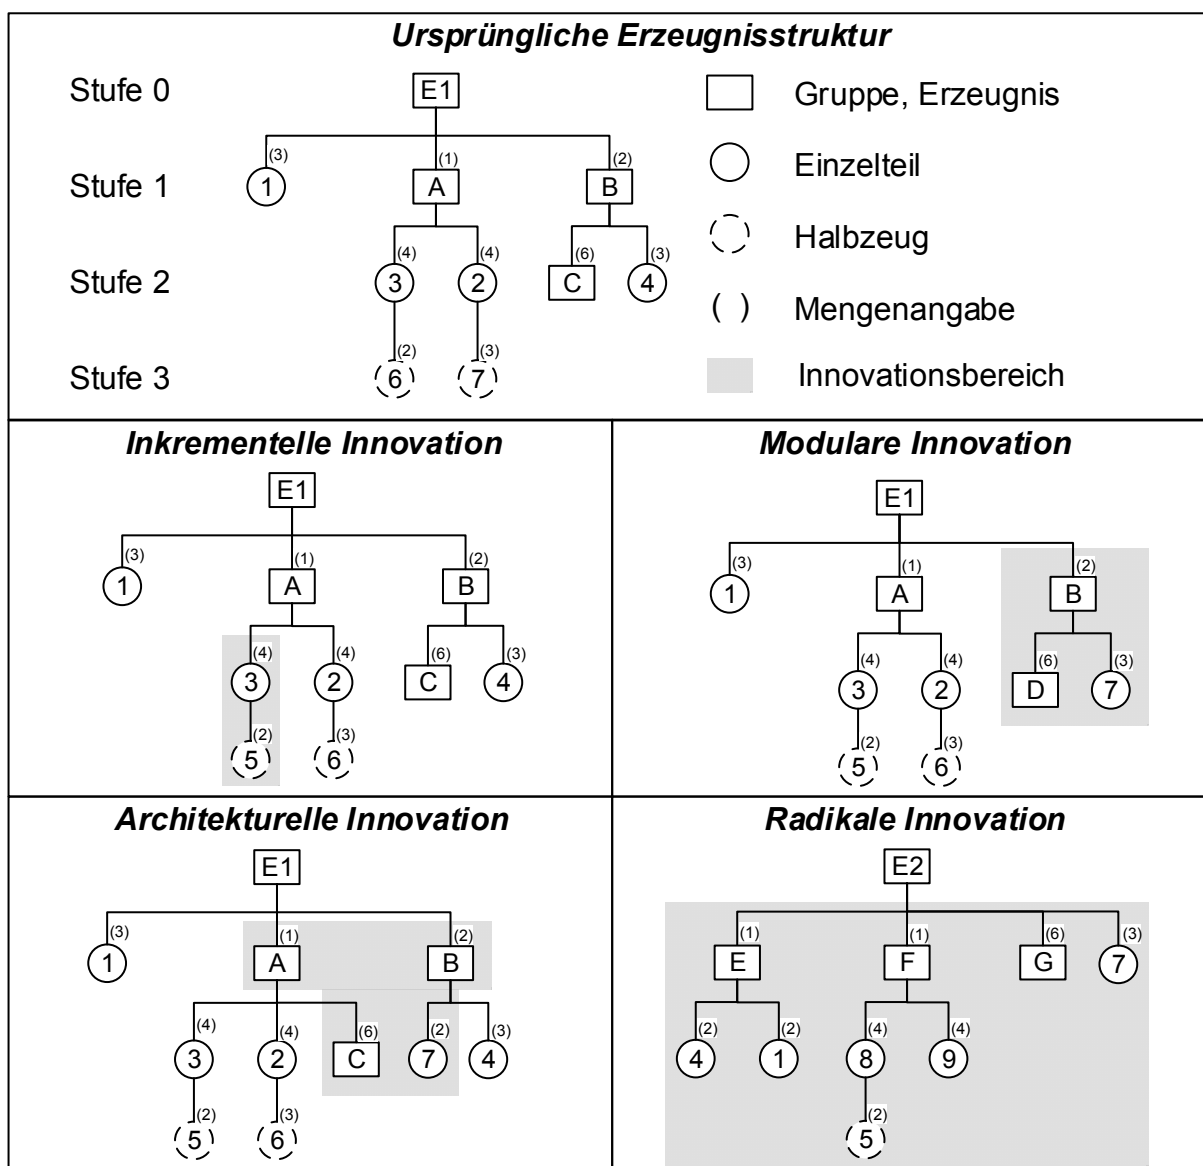 Ursprüngliche Erzeugnisstruktur
Stufe 0
E1
Gruppe, Erzeugnis
(3)
(1)
(2)
Einzelteil
Stufe 1
1
A
B
(4)
(4)
(6)
(3)
Halbzeug
Stufe 2
3
2
C
4
( )
Mengenangabe
(2)
(3)
Stufe 3
6
7
Innovationsbereich
Inkrementelle Innovation
E1
(3)
(1)
(2)
1
A
B
(4)
(4)
(6)
(3)
3
2
C
4
(2)
(3)
5
6
Modulare Innovation
E1
(3)
(1)
(2)
1
A
B
(4)
(4)
(6)
(3)
3
2
D
7
(2)
(3)
5
6
Architekturelle Innovation
E1
(3)
(1)
(2)
1
A
B
(4)
(4)
(6)
(2)
(3)
3
2
C
7
4
(2)
(3)
5
6
Radikale Innovation
E2
(1)
(1)
(6)
(3)
E
F
G
7
(2)
(2)
(4)
(4)
4
1
8
9
(2)
5